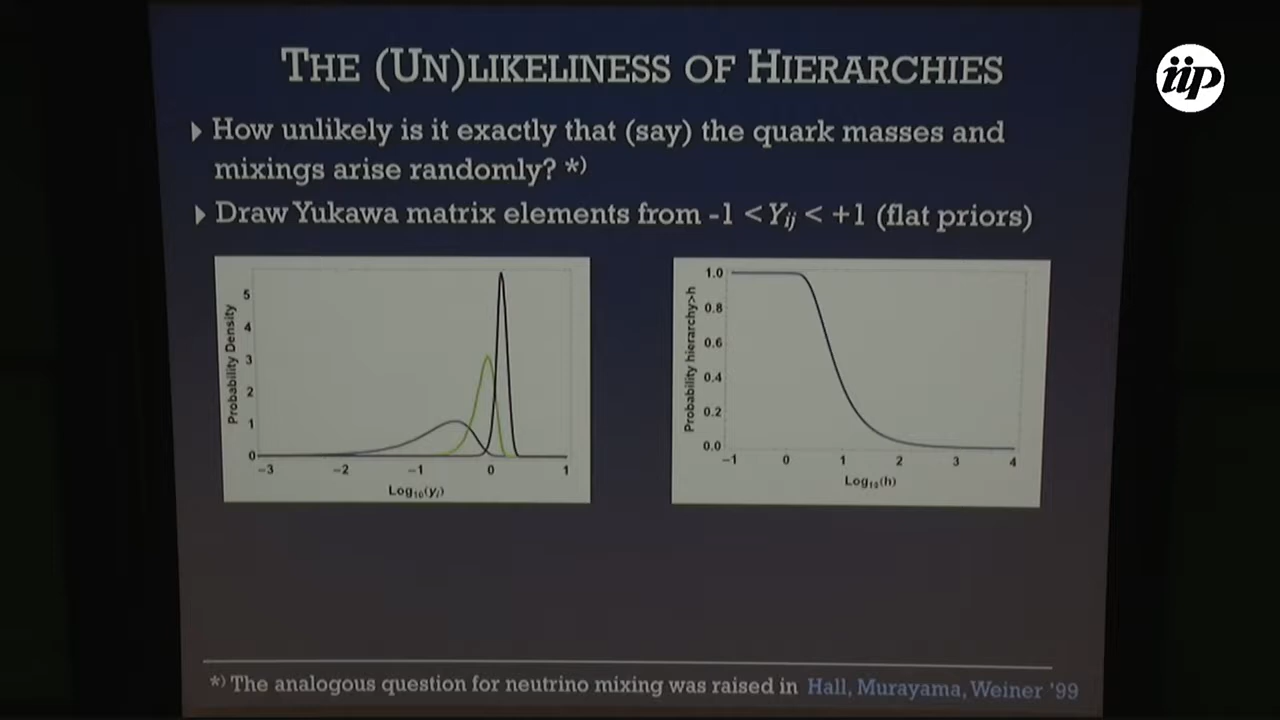 THE (UN)LIKELINESS OF HIERARCHIES
iip
How unlikely is it exactly that (say) the quark masses and
mixings arise randomly? *)
Draw Yukawa matrix elements from -1 < Yij < +1 (flat priors)
Probability Density
5
4
3
2
1
0
-3 -2 -1 0 1
Log10(yi)
Probability hierarchy>h
1.0
0.8
0.6
0.4
0.2
0.0
-1 0 1 2 3 4
Log10(h)
*) The analogous question for neutrino mixing was raised in Hall, Murayama, Weiner '99